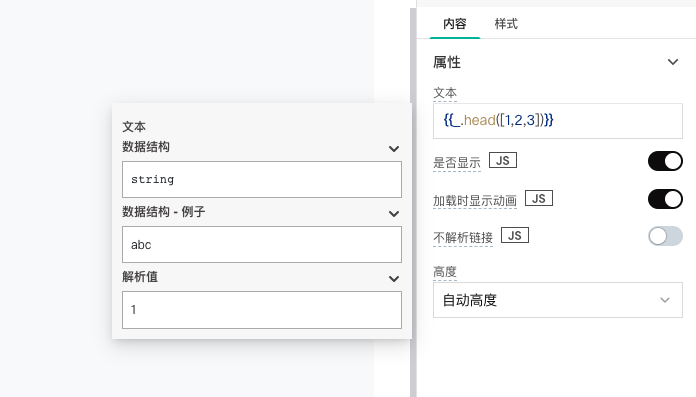 内容 样式
属性
文本
{{_.head([1,2,3])}}
是否显示 JS
加载时显示动画 JS
不解析链接 JS
高度
自动高度
文本
数据结构
string
数据结构 - 例子
abc
解析值
1